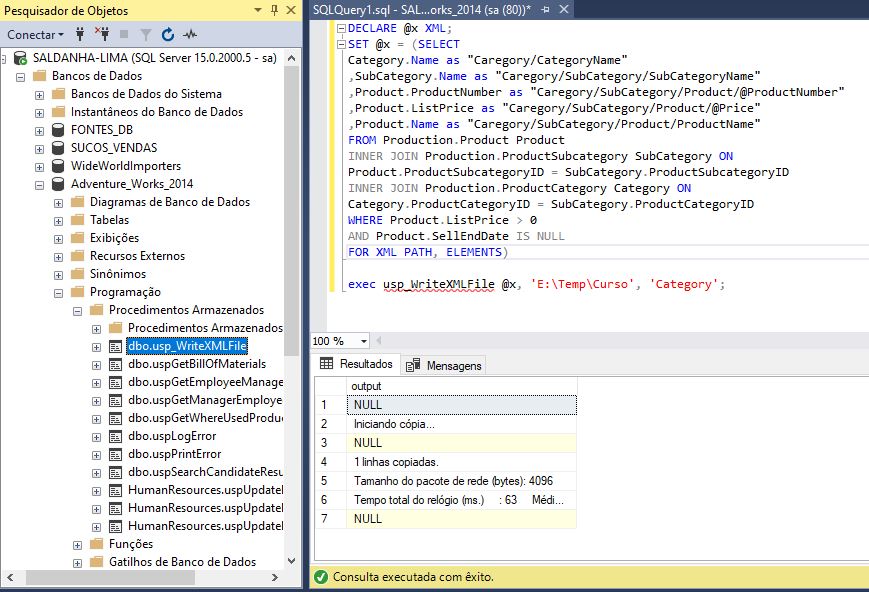 Pesquisador de Objetos
Conectar
SALDANHA-LIMA (SQL Server 15.0.2000.5 - sa)
Bancos de Dados
Bancos de Dados do Sistema
Instantâneos do Banco de Dados
FONTES_DB
SUCOS_VENDAS
WideWorldImporters
Adventure_Works_2014
Diagramas de Banco de Dados
Tabelas
Exibições
Recursos Externos
Sinônimos
Programação
Procedimentos Armazenados
Procedimentos Armazenados
dbo.usp_WriteXMLFile
dbo.uspGetBillOfMaterials
dbo.uspGetEmployeeManage
dbo.uspGetManagerEmploye
dbo.uspGetWhereUsedProdu
dbo.uspLogError
dbo.uspPrintError
dbo.uspSearchCandidateResu
HumanResources.uspUpdateE
HumanResources.uspUpdateE
HumanResources.uspUpdateE
Funções
Gatilhos de Banco de Dados
SQLQuery1.sql - SAL...orks_2014 (sa (80))*
DECLARE @x XML;
SET @x = (SELECT
Category.Name as "Caregory/CategoryName"
,SubCategory.Name as "Caregory/SubCategory/SubCategoryName"
,Product.ProductNumber as "Caregory/SubCategory/Product/@ProductNumber"
,Product.ListPrice as "Caregory/SubCategory/Product/@Price"
,Product.Name as "Caregory/SubCategory/Product/ProductName"
FROM Production.Product Product
INNER JOIN Production.ProductSubcategory SubCategory ON
Product.ProductSubcategoryID = SubCategory.ProductSubcategoryID
INNER JOIN Production.ProductCategory Category ON
Category.ProductCategoryID = SubCategory.ProductCategoryID
WHERE Product.ListPrice > 0
AND Product.SellEndDate IS NULL
FOR XML PATH, ELEMENTS)
exec usp_WriteXMLFile @x, 'E:\Temp\Curso', 'Category';
100 %
Resultados Mensagens
output
1 NULL
2 Iniciando cópia...
3 NULL
4 1 linhas copiadas.
5 Tamanho do pacote de rede (bytes): 4096
6 Tempo total do relógio (ms.) : 63 Médi...
7 NULL
Consulta executada com êxito.